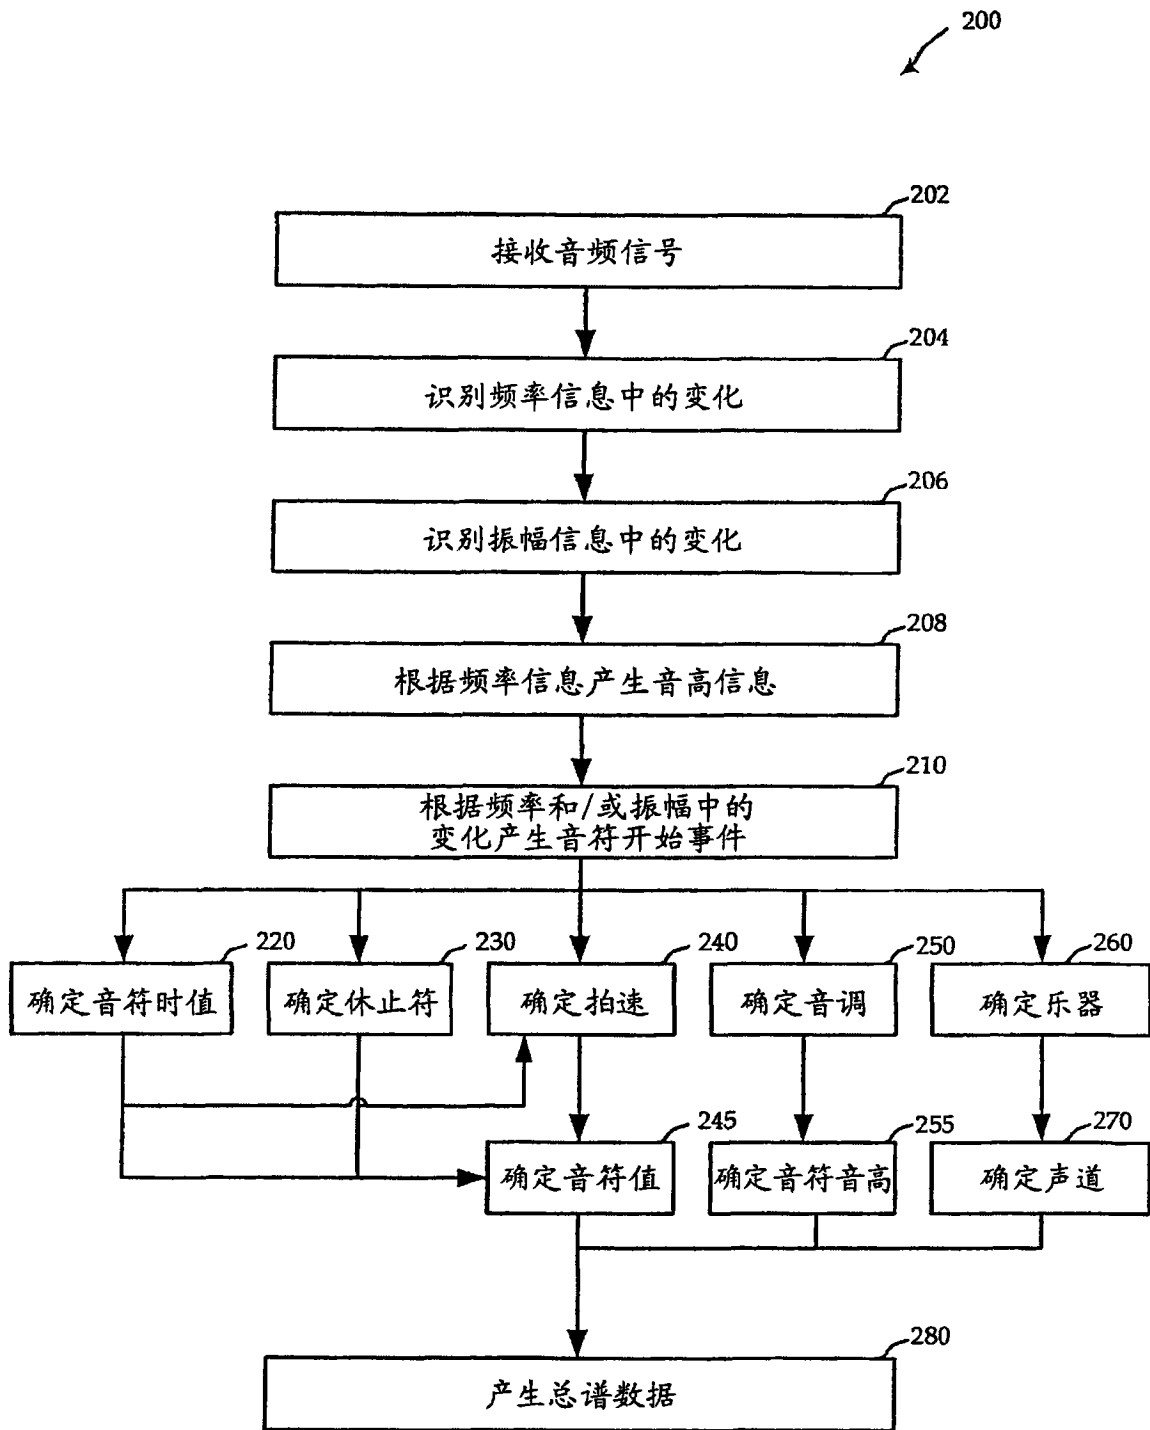 200
202
接收音频信号
204
识别频率信息中的变化
206
识别振幅信息中的变化
208
根据频率信息产生音高信息
210
根据频率和/或振幅中的
变化产生音符开始事件
220
确定音符时值
230
确定休止符
240
确定拍速
250
确定音调
260
确定乐器
245
确定音符值
255
确定音符音高
270
确定声道
280
产生总谱数据